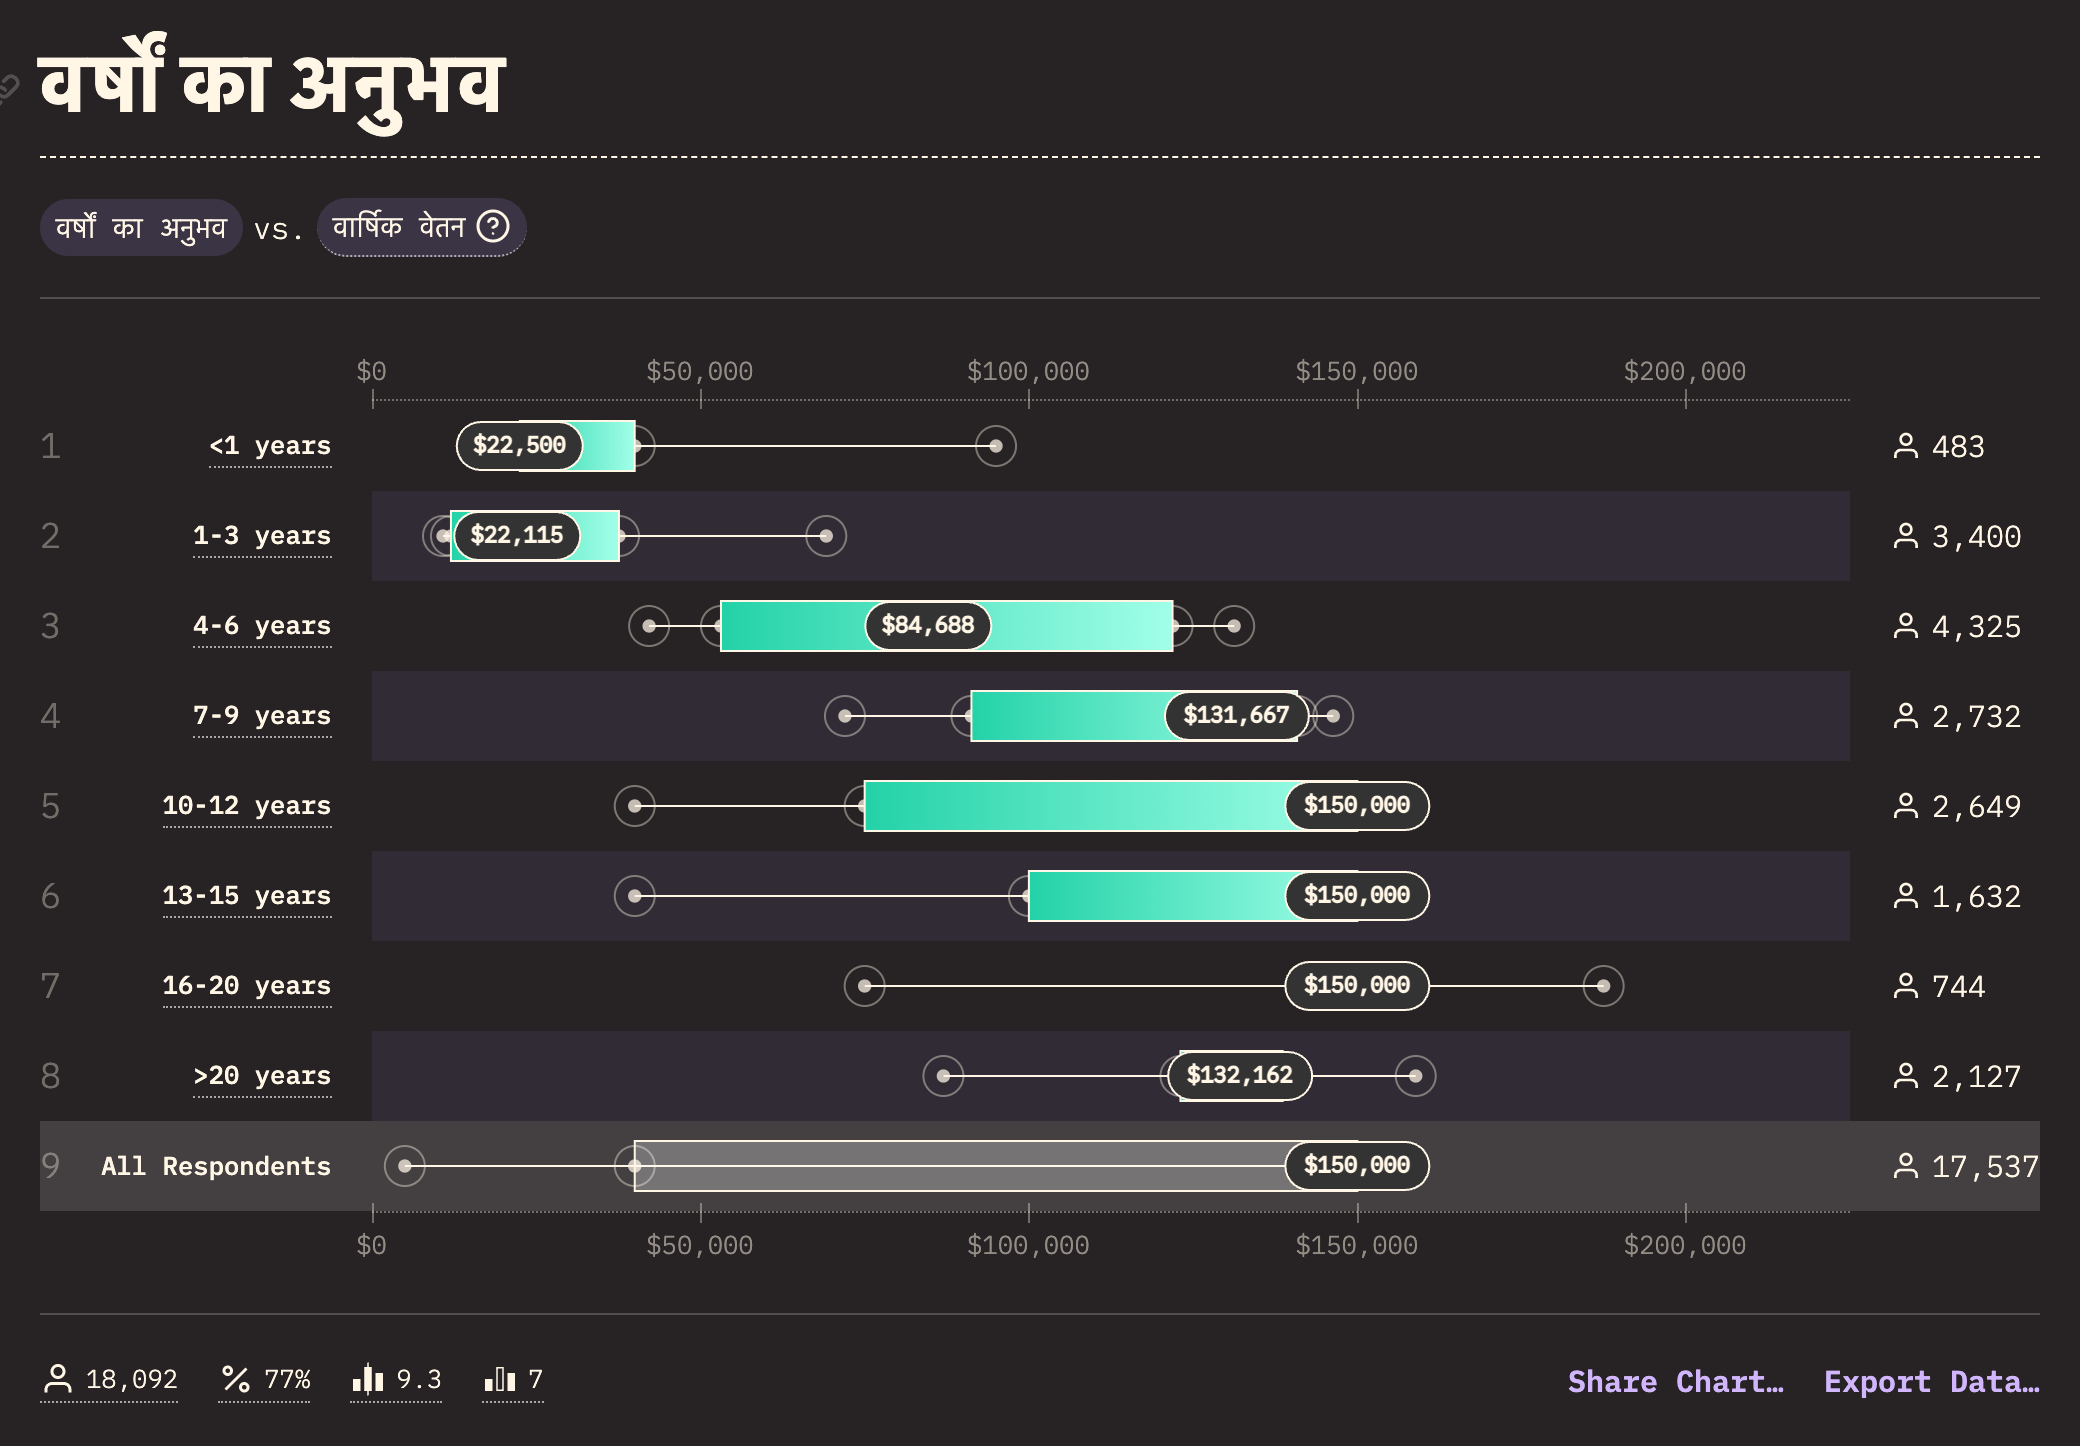 वर्षों का अनुभव
वर्षों का अनुभव vs. वार्षिक वेतन
$0 $50,000 $100,000 $150,000 $200,000
1 <1 years $22,500 483
2 1-3 years $22,115 3,400
3 4-6 years $84,688 4,325
4 7-9 years $131,667 2,732
5 10-12 years $150,000 2,649
6 13-15 years $150,000 1,632
7 16-20 years $150,000 744
8 >20 years $132,162 2,127
9 All Respondents $150,000 17,537
$0 $50,000 $100,000 $150,000 $200,000
18,092 77% 9.3 7 Share Chart… Export Data…